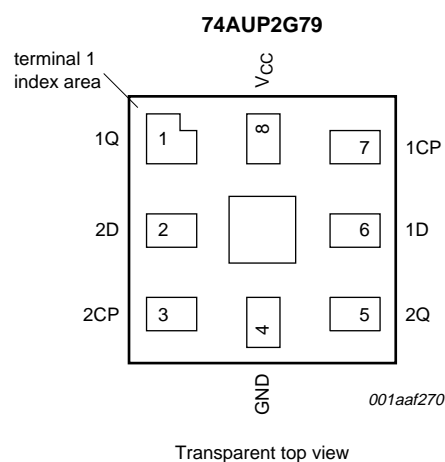 74AUP2G79
terminal 1
index area
VCC
1Q 1 8 7 1CP
2D 2 6 1D
2CP 3 4 5 2Q
GND
001aaf270
Transparent top view